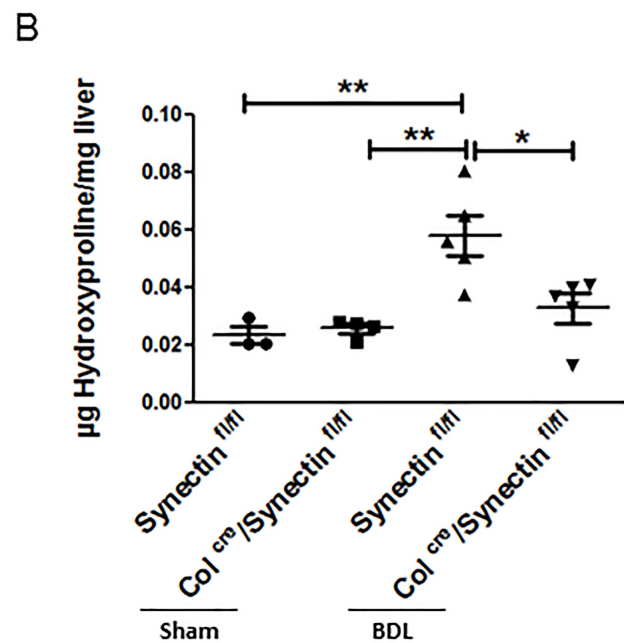 B
**
** *
µg Hydroxyproline/mg liver
0.10
0.08
0.06
0.04
0.02
0.00
Synectin fl/fl
Col cre/Synectin fl/fl
Synectin fl/fl
Col cre/Synectin fl/fl
Sham BDL